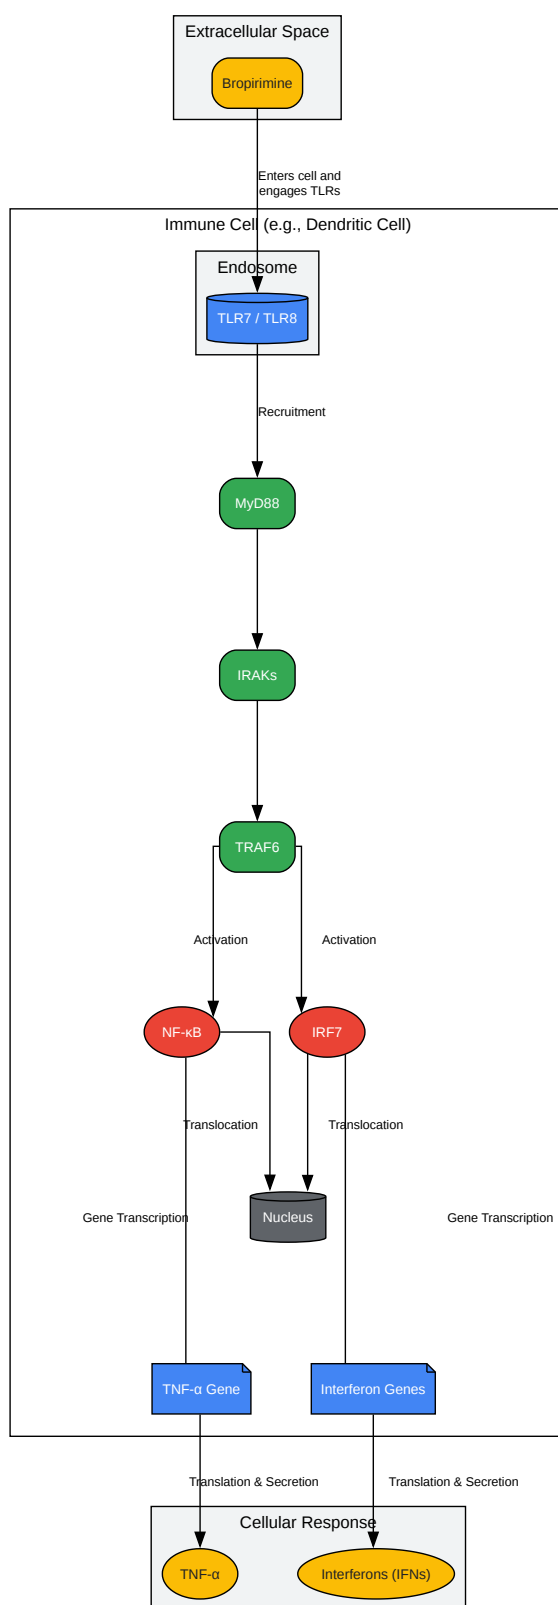 Extracellular Space
Bropirimine
Enters cell and
engages TLRs
Immune Cell (e.g., Dendritic Cell)
Endosome
TLR7 / TLR8
Recruitment
MyD88
IRAKs
TRAF6
Activation
Activation
NF-κB
IRF7
Translocation
Translocation
Gene Transcription
Nucleus
Gene Transcription
TNF-α Gene
Interferon Genes
Translation & Secretion
Translation & Secretion
Cellular Response
TNF-α
Interferons (IFNs)